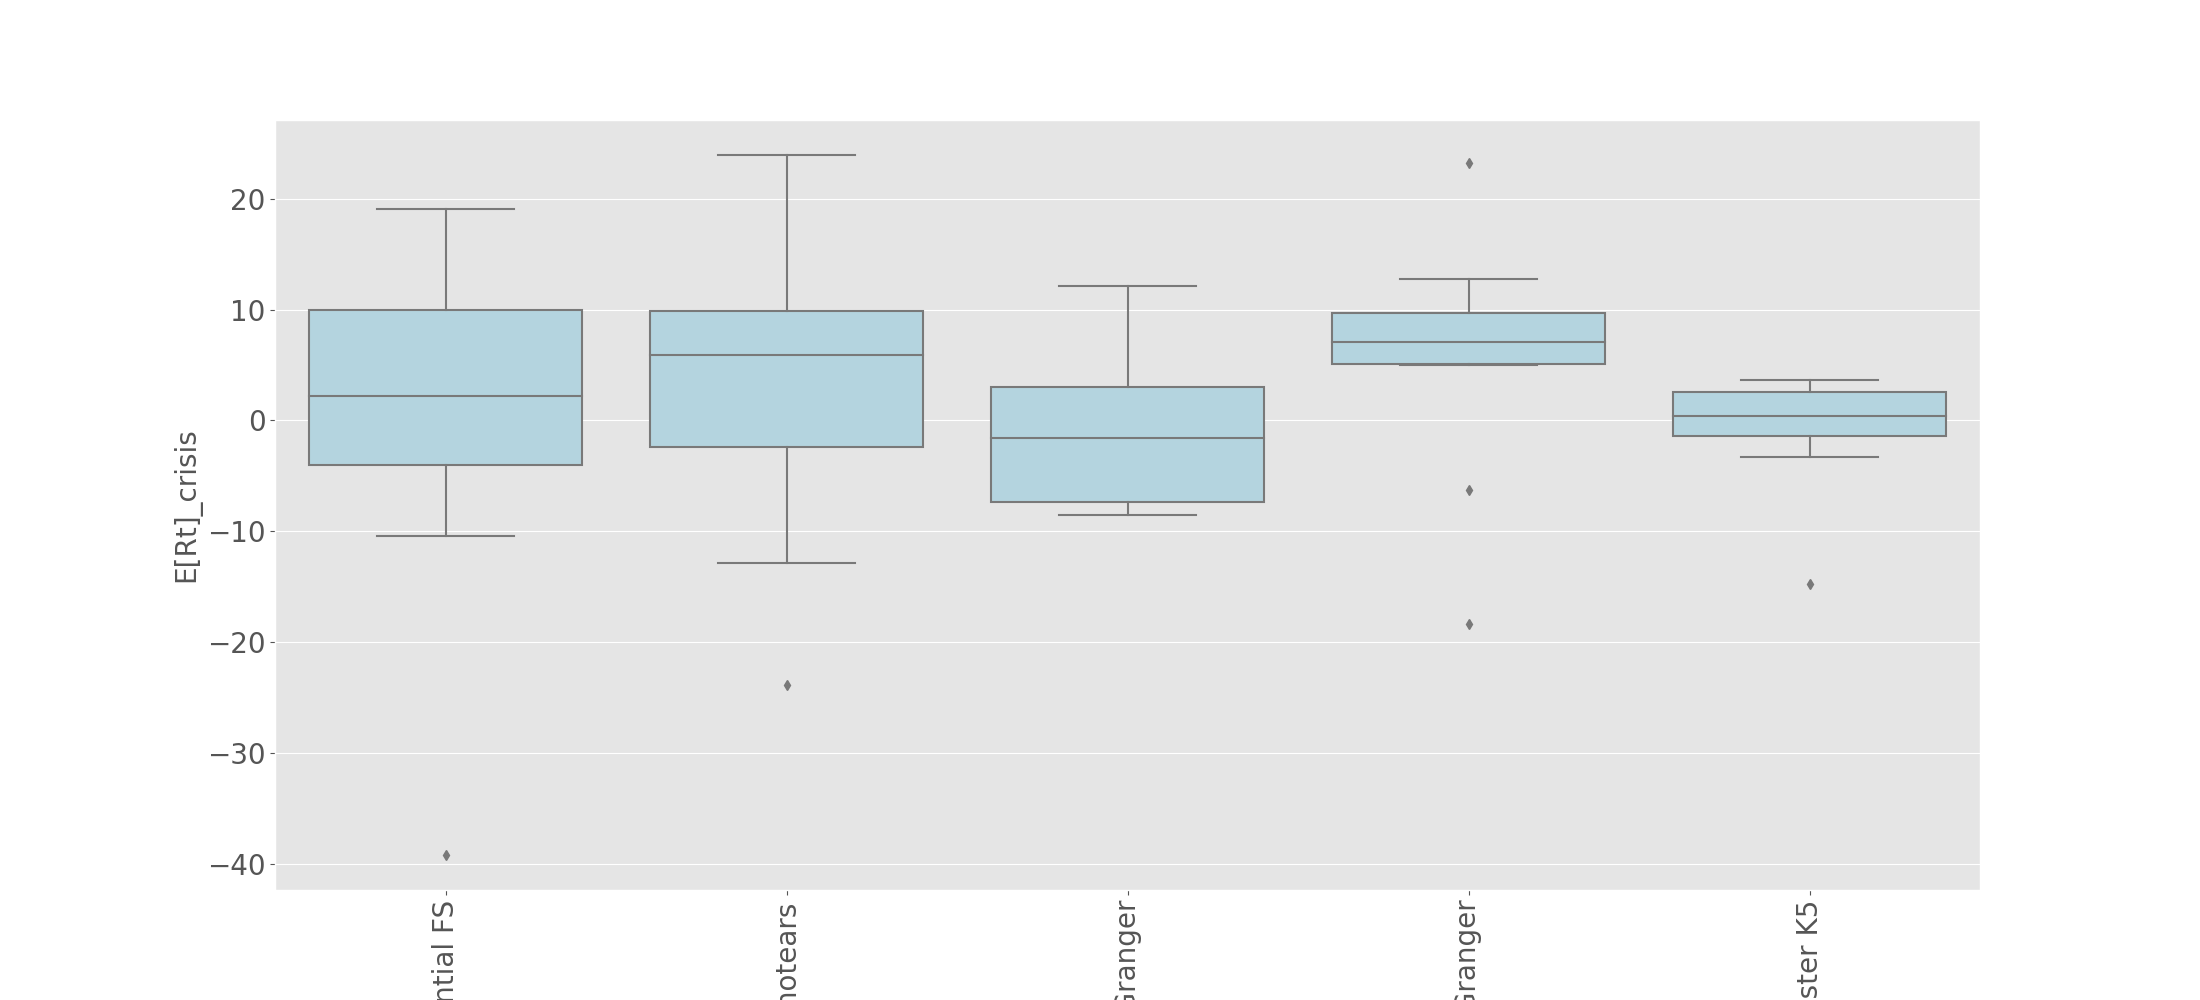 20
10
0
−10
−20
−30
−40
E[Rt]_crisis
ntial FS
notears
Granger
Granger
ster K5